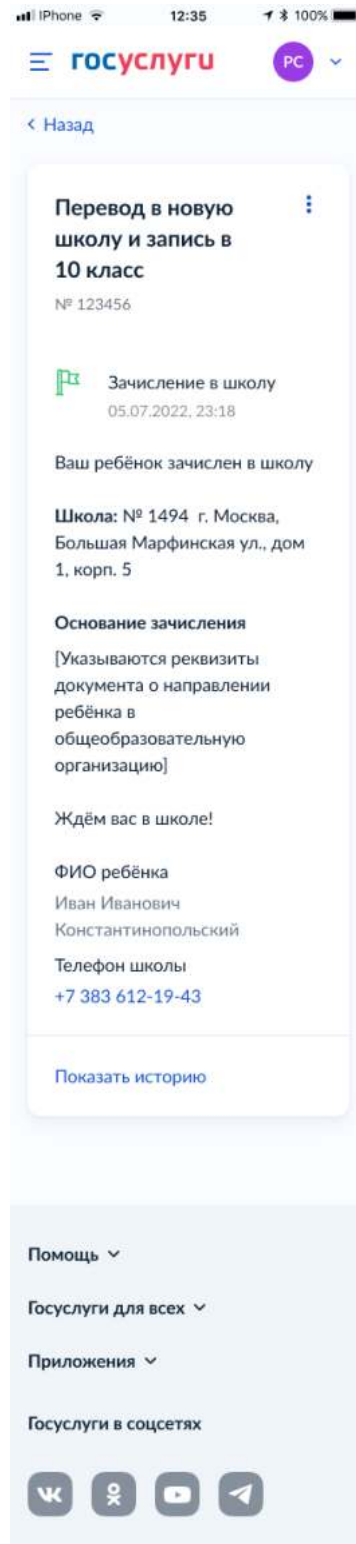 iPhone 12:35 100%
госуслуги РС
Назад
Перевод в новую
школу и запись в
10 класс
№ 123456
Зачисление в школу
05.07.2022, 23:18
Ваш ребёнок зачислен в школу
Школа: № 1494 г. Москва,
Большая Марфинская ул., дом
1, корп. 5
Основание зачисления
[Указываются реквизиты
документа о направлении
ребёнка в
общеобразовательную
организацию]
Ждём вас в школе!
ФИО ребёнка
Иван Иванович
Константинопольский
Телефон школы
+7 383 612-19-43
Показать историю
Помощь
Госуслуги для всех
Приложения
Госуслуги в соцсетях